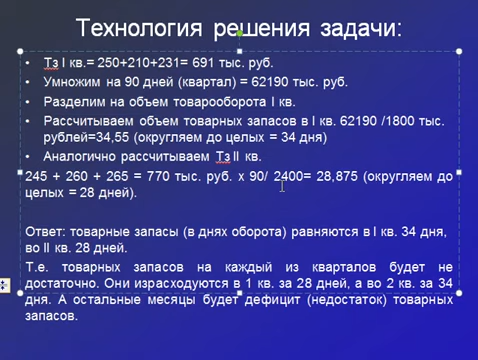 Технология решения задачи:
• Тз I кв.= 250+210+231= 691 тыс. руб.
• Умножим на 90 дней (квартал) = 62190 тыс. руб.
• Разделим на объем товарооборота I кв.
• Рассчитываем объем товарных запасов в I кв. 62190 /1800 тыс.
рублей=34,55 (округляем до целых = 34 дня)
• Аналогично рассчитываем Тз II кв.
245 + 260 + 265 = 770 тыс. руб. х 90/ 2400= 28,875 (округляем до
целых = 28 дней).
Ответ: товарные запасы (в днях оборота) равняются в I кв. 34 дня,
во II кв. 28 дней.
Т.е. товарных запасов на каждый из кварталов будет не
достаточно. Они израсходуются в 1 кв. за 28 дней, а во 2 кв. за 34
дня. А остальные месяцы будет дефицит (недостаток) товарных
запасов.